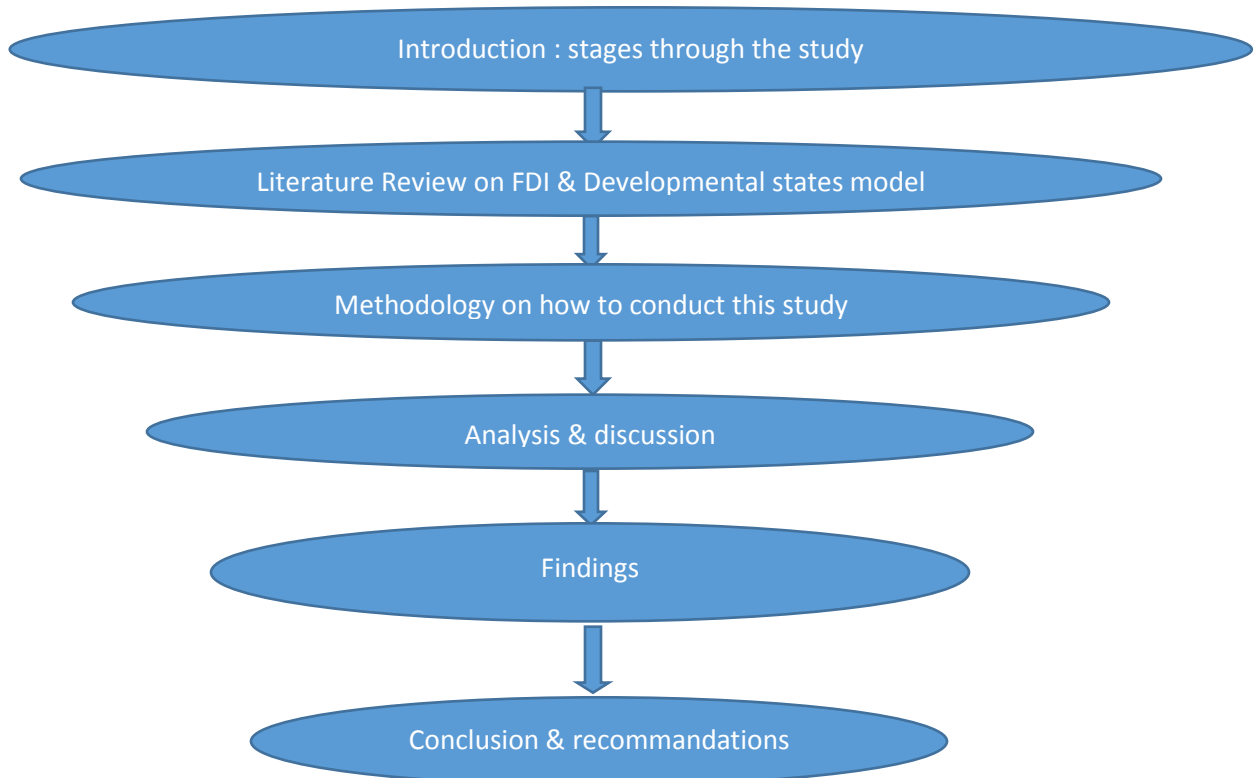 Introduction : stages through the study
Literature Review on FDI & Developmental states model
Methodology on how to conduct this study
Analysis & discussion
Findings
Conclusion & recommandations